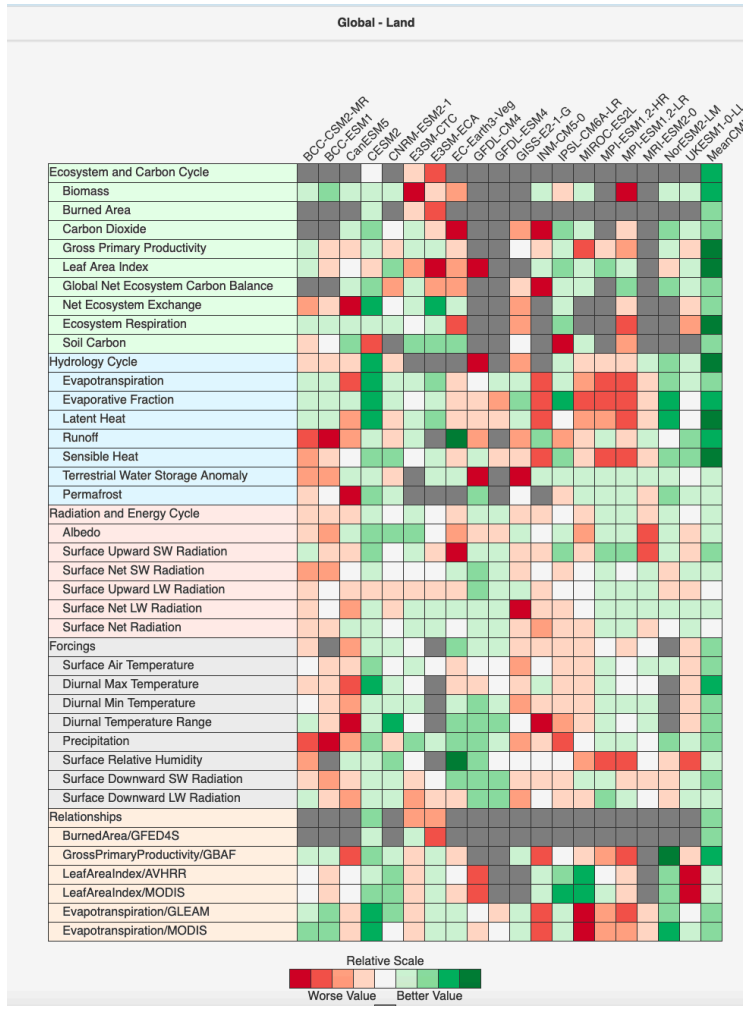 Global - Land
BCC-CSM2-MR
BCC-ESM1
CanESM5
CESM2
CNRM-ESM2-1
E3SM-CTC
E3SM-ECA
EC-Earth3-Veg
GFDL-CM4
GFDL-ESM4
GISS-E2-1-G
INM-CM5-0
IPSL-CM6A-LR
MIROC-ES2L
MPI-ESM1.2-HR
MPI-ESM1.2-LR
MRI-ESM2-0
NorESM2-LM
UKESM1-0-LL
MeanCM
Ecosystem and Carbon Cycle
Biomass
Burned Area
Carbon Dioxide
Gross Primary Productivity
Leaf Area Index
Global Net Ecosystem Carbon Balance
Net Ecosystem Exchange
Ecosystem Respiration
Soil Carbon
Hydrology Cycle
Evapotranspiration
Evaporative Fraction
Latent Heat
Runoff
Sensible Heat
Terrestrial Water Storage Anomaly
Permafrost
Radiation and Energy Cycle
Albedo
Surface Upward SW Radiation
Surface Net SW Radiation
Surface Upward LW Radiation
Surface Net LW Radiation
Surface Net Radiation
Forcings
Surface Air Temperature
Diurnal Max Temperature
Diurnal Min Temperature
Diurnal Temperature Range
Precipitation
Surface Relative Humidity
Surface Downward SW Radiation
Surface Downward LW Radiation
Relationships
BurnedArea/GFED4S
GrossPrimaryProductivity/GBAF
LeafAreaIndex/AVHRR
LeafAreaIndex/MODIS
Evapotranspiration/GLEAM
Evapotranspiration/MODIS
Relative Scale
Worse Value Better Value